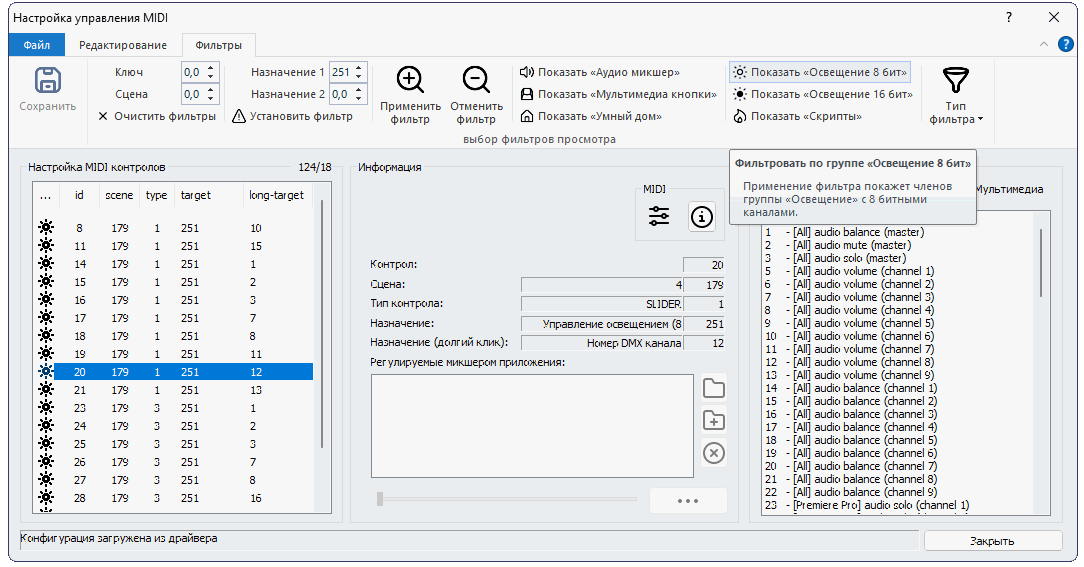 Настройка управления MIDI
?
Файл Редактирование Фильтры
?
Сохранить
Ключ 0,0
Сцена 0,0
Очистить фильтры
Назначение 1 251
Назначение 2 0,0
Установить фильтр
Применить фильтр
Отменить фильтр
Показать «Аудио микшер»
Показать «Мультимедиа кнопки»
Показать «Умный дом»
Показать «Освещение 8 бит»
Показать «Освещение 16 бит»
Показать «Скрипты»
Тип фильтра
выбор фильтров просмотра
Фильтровать по группе «Освещение 8 бит»
Применение фильтра покажет членов
группы «Освещение» с 8 битными
каналами.
Настройка MIDI контролов 124/18
... id scene type target long-target
8 179 1 251 10
11 179 1 251 15
14 179 1 251 1
15 179 1 251 2
16 179 1 251 3
17 179 1 251 7
18 179 1 251 8
19 179 1 251 11
20 179 1 251 12
21 179 1 251 13
23 179 3 251 1
24 179 3 251 2
25 179 3 251 3
26 179 3 251 7
27 179 3 251 8
28 179 3 251 16
Информация
MIDI
Контрол: 20
Сцена: 4 179
Тип контрола: SLIDER 1
Назначение: Управление освещением (8 251
Назначение (долгий клик): Номер DMX канала 12
Регулируемые микшером приложения:
...
Мультимедиа
1 - [All] audio balance (master)
2 - [All] audio mute (master)
3 - [All] audio solo (master)
5 - [All] audio volume (channel 1)
6 - [All] audio volume (channel 2)
7 - [All] audio volume (channel 3)
8 - [All] audio volume (channel 4)
9 - [All] audio volume (channel 5)
10 - [All] audio volume (channel 6)
11 - [All] audio volume (channel 7)
12 - [All] audio volume (channel 8)
13 - [All] audio volume (channel 9)
14 - [All] audio balance (channel 1)
15 - [All] audio balance (channel 2)
16 - [All] audio balance (channel 3)
17 - [All] audio balance (channel 4)
18 - [All] audio balance (channel 5)
19 - [All] audio balance (channel 6)
20 - [All] audio balance (channel 7)
21 - [All] audio balance (channel 8)
22 - [All] audio balance (channel 9)
23 - [Premiere Pro] audio solo (channel 1)
Конфигурация загружена из драйвера
Закрыть